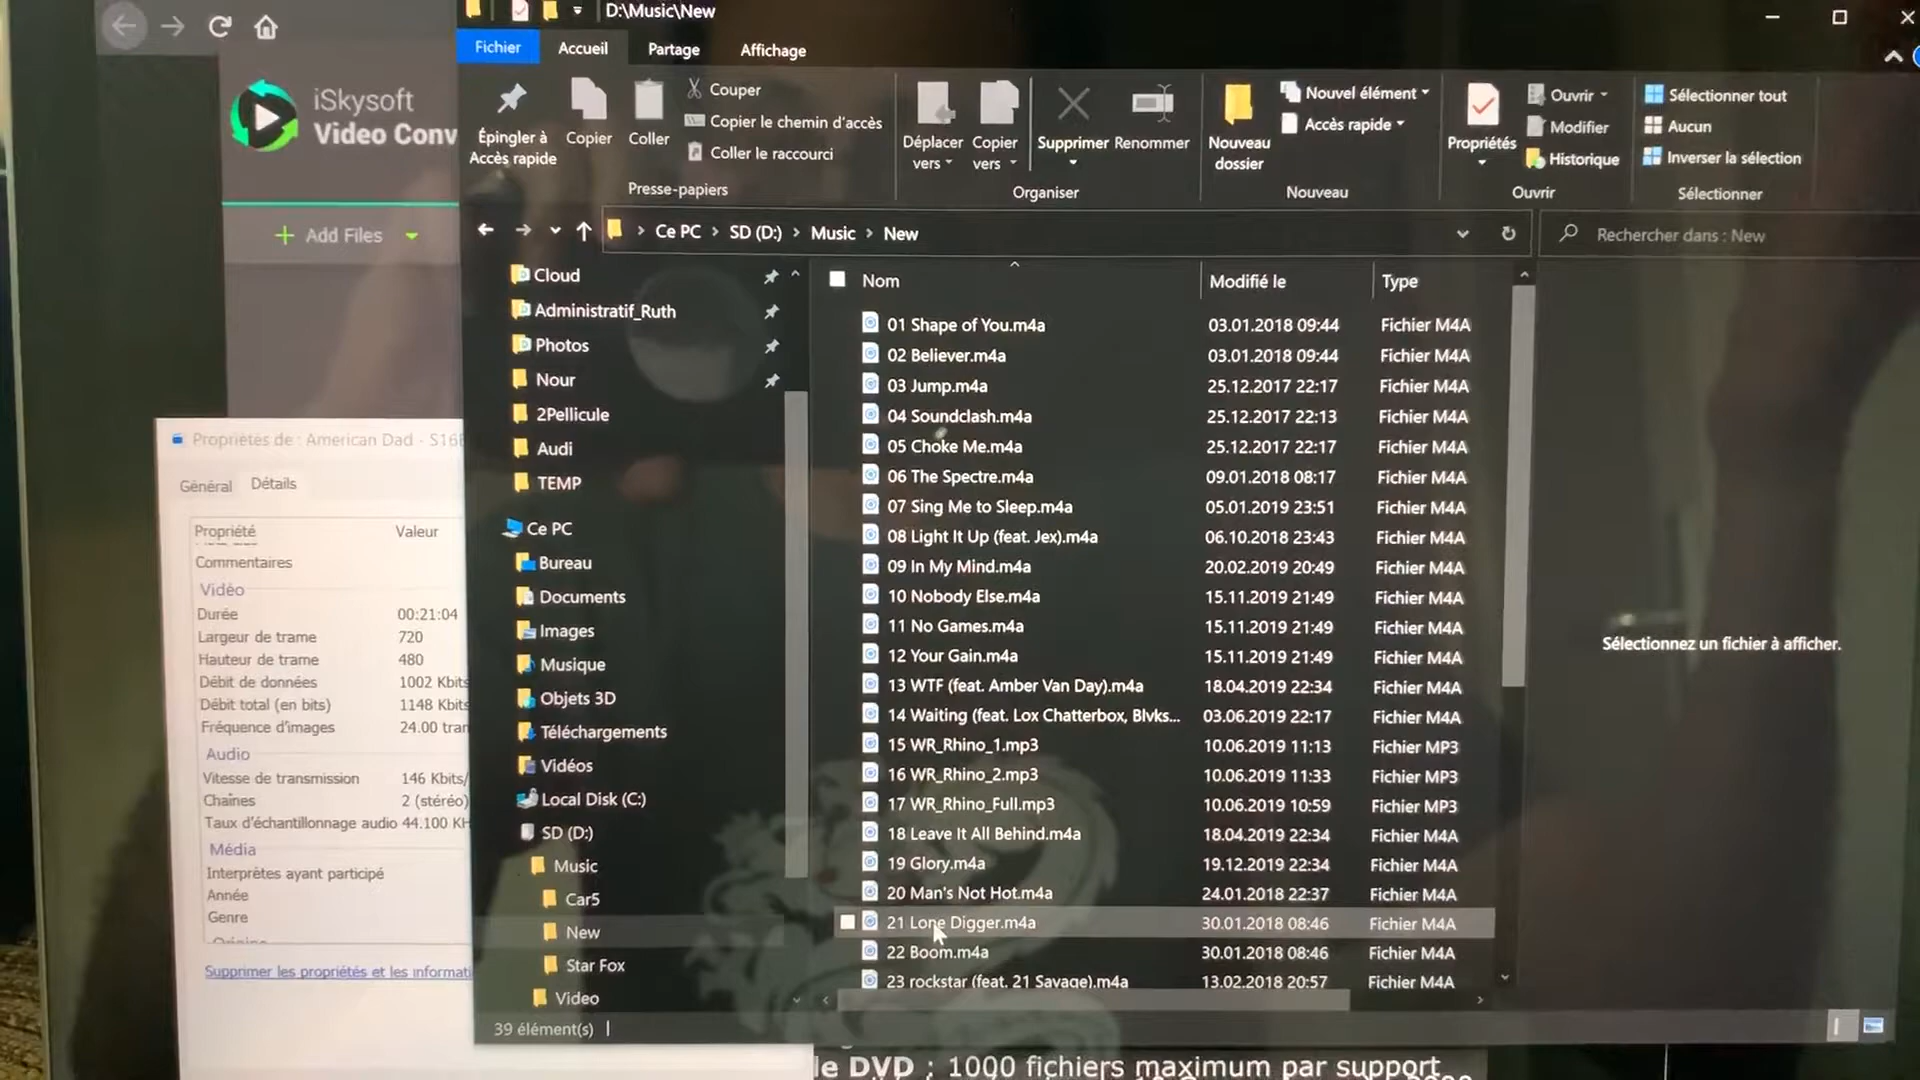 D:\Music\New
Fichier
Accueil
Partage
Affichage
iSkysoft
Video Conv
Add Files
Épingler à
Accès rapide
Copier
Coller
Couper
Copier le chemin d'accès
Coller le raccourci
Presse-papiers
Déplacer
vers
Copier
vers
Supprimer
Renommer
Organiser
Nouveau
dossier
Nouvel élément
Accès rapide
Nouveau
Propriétés
Ouvrir
Modifier
Historique
Ouvrir
Sélectionner tout
Aucun
Inverser la sélection
Sélectionner
Ce PC > SD (D:) > Music > New
Rechercher dans : New
Cloud
Administratif_Ruth
Photos
Nour
2Pellicule
Audi
TEMP
Ce PC
Bureau
Documents
Images
Musique
Objets 3D
Téléchargements
Vidéos
Local Disk (C:)
SD (D:)
Music
Car5
New
Star Fox
Video
39 élément(s)
Nom Modifié le Type
01 Shape of You.m4a 03.01.2018 09:44 Fichier M4A
02 Believer.m4a 03.01.2018 09:44 Fichier M4A
03 Jump.m4a 25.12.2017 22:17 Fichier M4A
04 Soundclash.m4a 25.12.2017 22:13 Fichier M4A
05 Choke Me.m4a 25.12.2017 22:17 Fichier M4A
06 The Spectre.m4a 09.01.2018 08:17 Fichier M4A
07 Sing Me to Sleep.m4a 05.01.2019 23:51 Fichier M4A
08 Light It Up (feat. Jex).m4a 06.10.2018 23:43 Fichier M4A
09 In My Mind.m4a 20.02.2019 20:49 Fichier M4A
10 Nobody Else.m4a 15.11.2019 21:49 Fichier M4A
11 No Games.m4a 15.11.2019 21:49 Fichier M4A
12 Your Gain.m4a 15.11.2019 21:49 Fichier M4A
13 WTF (feat. Amber Van Day).m4a 18.04.2019 22:34 Fichier M4A
14 Waiting (feat. Lox Chatterbox, Blvks... 03.06.2019 22:17 Fichier M4A
15 WR_Rhino_1.mp3 10.06.2019 11:13 Fichier MP3
16 WR_Rhino_2.mp3 10.06.2019 11:33 Fichier MP3
17 WR_Rhino_Full.mp3 10.06.2019 10:59 Fichier MP3
18 Leave It All Behind.m4a 18.04.2019 22:34 Fichier M4A
19 Glory.m4a 19.12.2019 22:34 Fichier M4A
20 Man's Not Hot.m4a 24.01.2018 22:37 Fichier M4A
21 Lone Digger.m4a 30.01.2018 08:46 Fichier M4A
22 Boom.m4a 30.01.2018 08:46 Fichier M4A
23 rockstar (feat. 21 Savage).m4a 13.02.2018 20:57 Fichier M4A
Sélectionnez un fichier à afficher.
Propriétés de : American Dad - S16
Général
Détails
Propriété Valeur
Commentaires
Vidéo
Durée 00:21:04
Largeur de trame 720
Hauteur de trame 480
Débit de données 1002 Kbits
Débit total (en bits) 1148 Kbits
Fréquence d'images 24.00 tran
Audio
Vitesse de transmission 146 Kbits/
Chaînes 2 (stéréo)
Taux d'échantillonnage audio 44.100 KH
Média
Interprètes ayant participé
Année
Genre
Origine
Supprimer les propriétés et les informati
le DVD : 1000 fichiers maximum par support